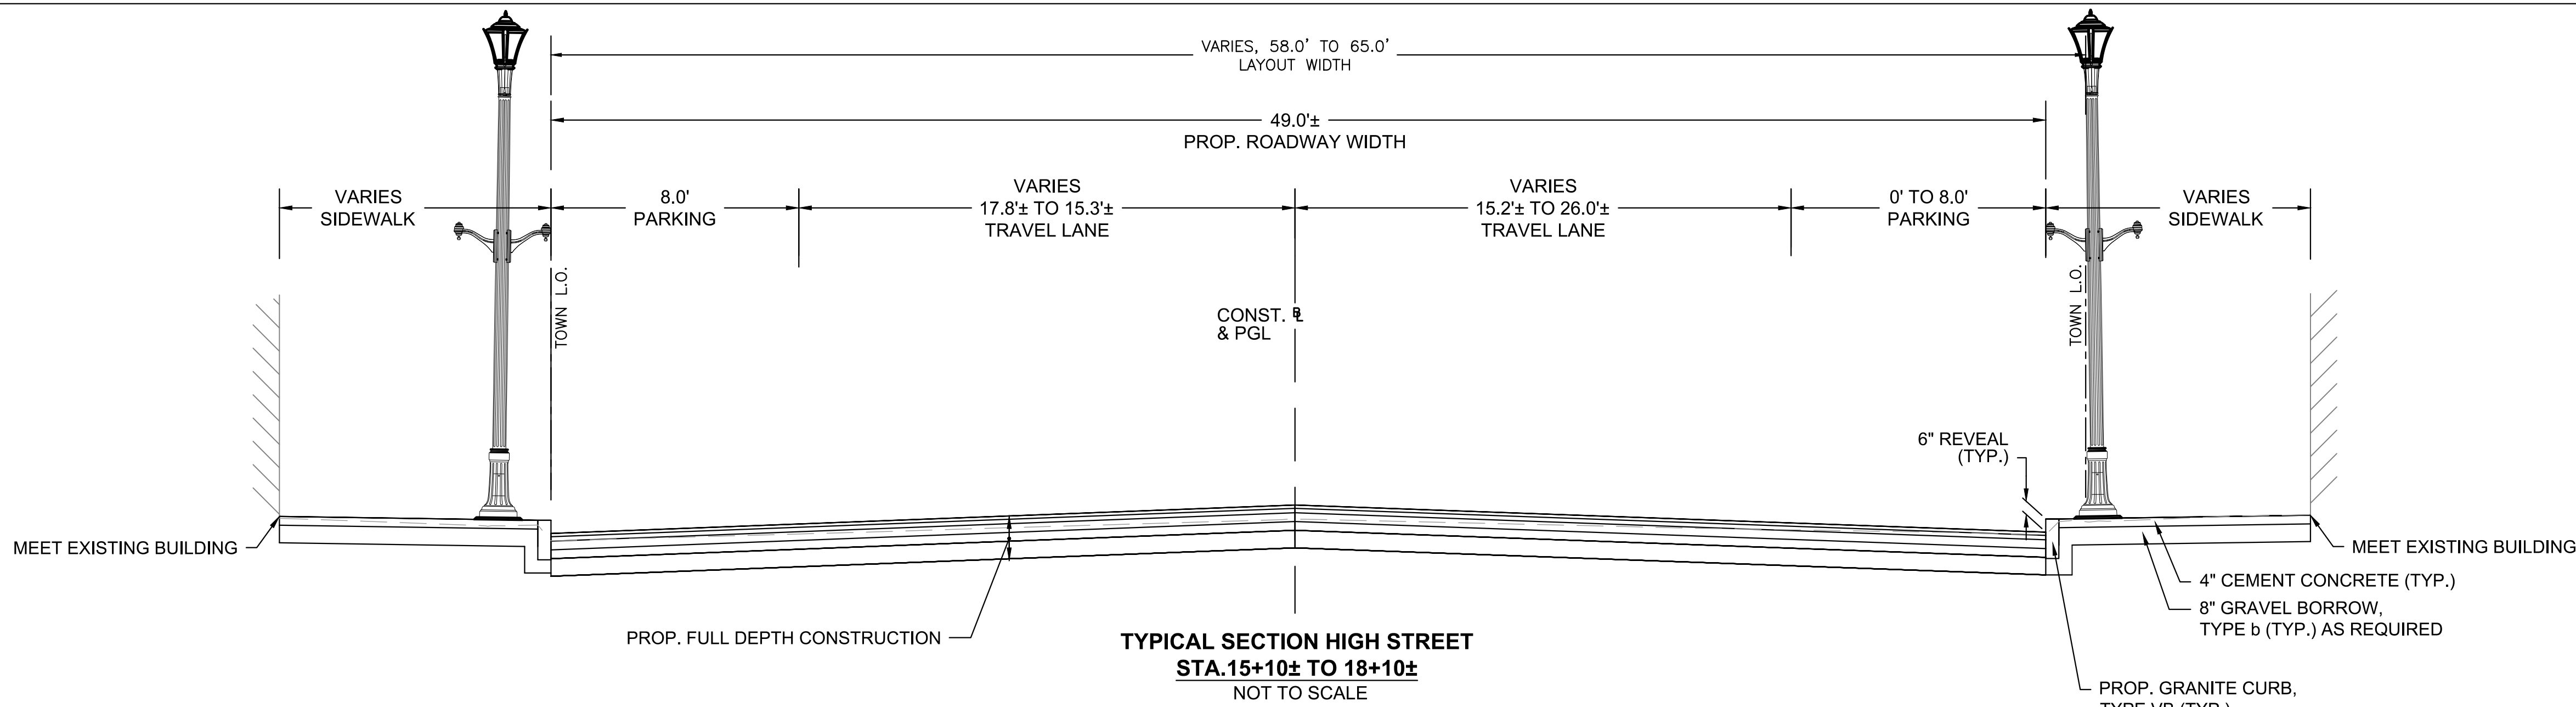 VARIES, 58.0' TO 65.0'
LAYOUT WIDTH
49.0'±
PROP. ROADWAY WIDTH
VARIES
SIDEWALK
8.0'
PARKING
VARIES
17.8'± TO 15.3'±
TRAVEL LANE
VARIES
15.2'± TO 26.0'±
TRAVEL LANE
0' TO 8.0'
PARKING
VARIES
SIDEWALK
TOWN L.O.
CONST. BL
& PGL
TOWN L.O.
6" REVEAL
(TYP.)
MEET EXISTING BUILDING
MEET EXISTING BUILDING
4" CEMENT CONCRETE (TYP.)
8" GRAVEL BORROW,
TYPE b (TYP.) AS REQUIRED
PROP. FULL DEPTH CONSTRUCTION
TYPICAL SECTION HIGH STREET
STA.15+10± TO 18+10±
NOT TO SCALE
PROP. GRANITE CURB,
TYPE VB (TYP.)